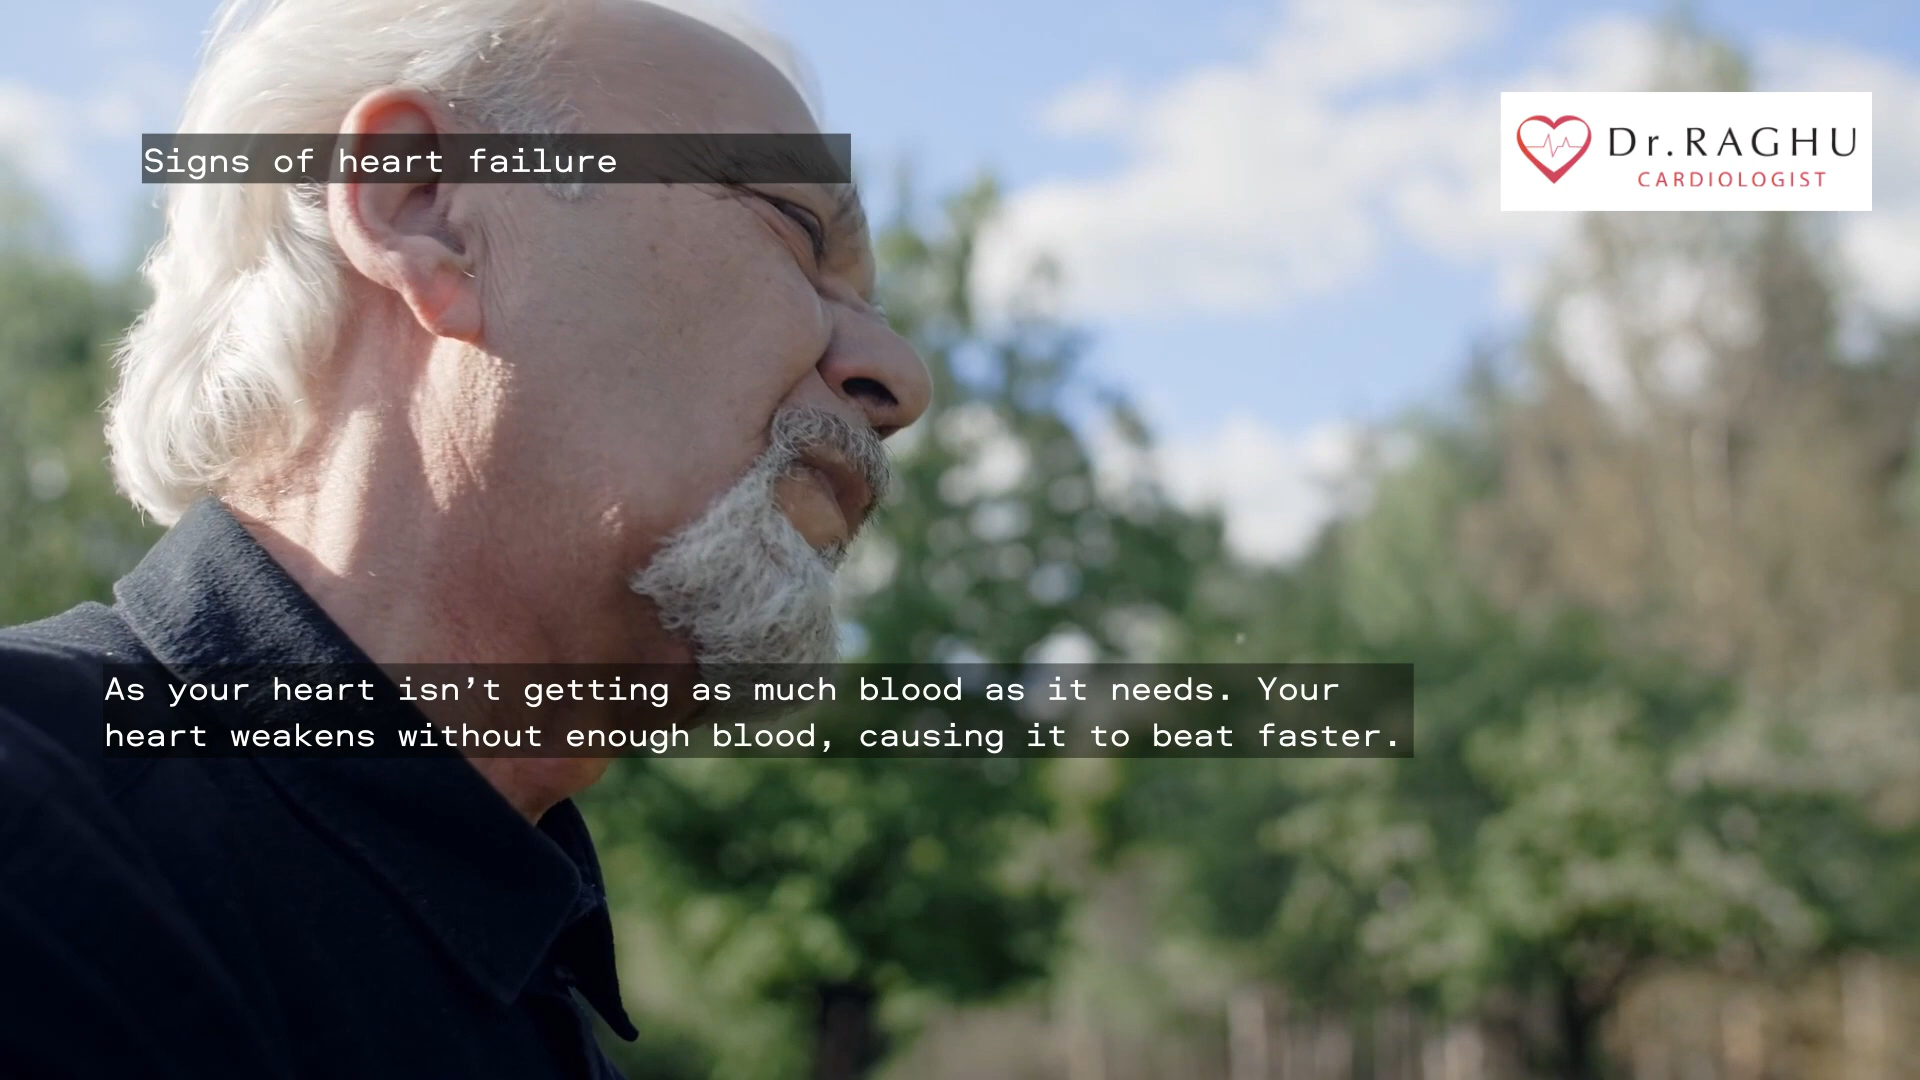 Signs of heart failure
Dr.RAGHU
CARDIOLOGIST
As your heart isn’t getting as much blood as it needs. Your
heart weakens without enough blood, causing it to beat faster.